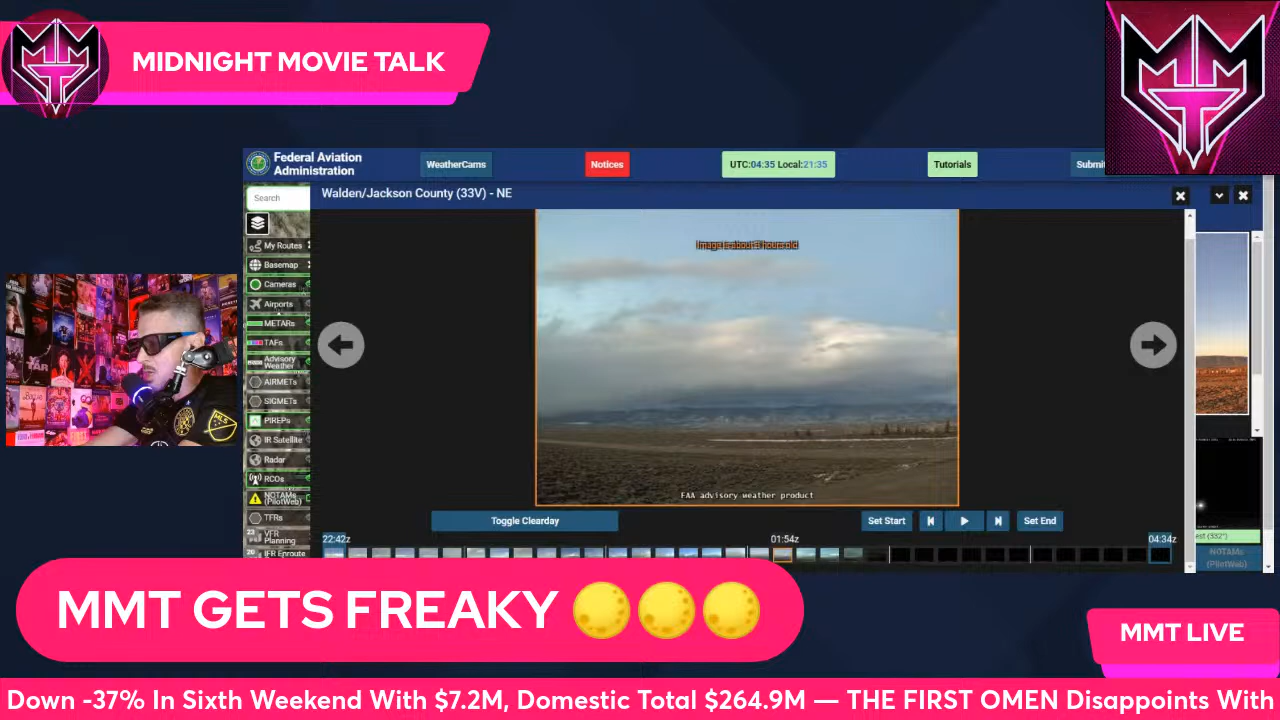 MIDNIGHT MOVIE TALK
Federal Aviation
Administration
WeatherCams
Notices
UTC:04:35 Local:21:35
Tutorials
Search
Walden/Jackson County (33V) - NE
My Routes
Basemap
Cameras
Airports
METARs
TAFs
Advisory
Weather
AIRMETs
SIGMETs
PIREPs
IR Satellite
Radar
RCOs
NOTAMs
(PilotWeb)
TFRs
VFR
Planning
IFR Enroute
FAA advisory weather product
Toggle Clearday
Set Start
Set End
22:42z
01:54z
04:34z
NOTAMs
(PilotWeb)
MMT GETS FREAKY 🌕🌕🌕
MMT LIVE
Down -37% In Sixth Weekend With $7.2M, Domestic Total $264.9M — THE FIRST OMEN Disappoints With